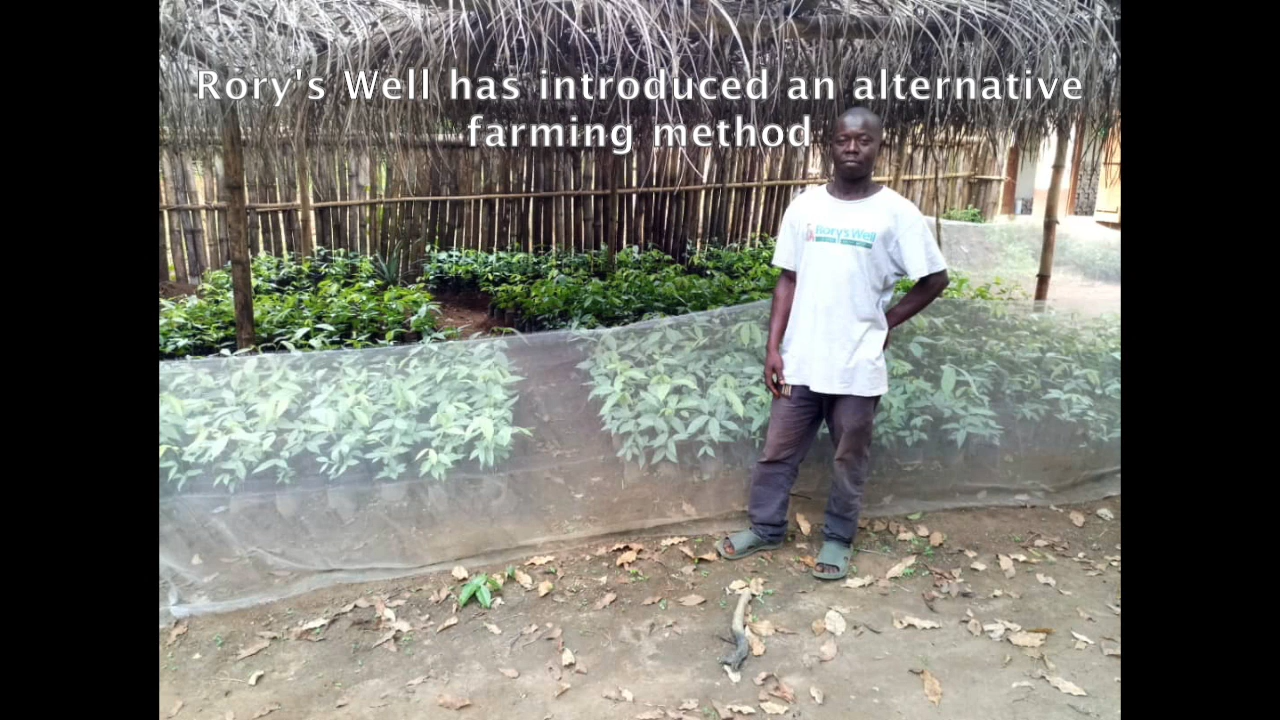 Rory's Well has introduced an alternative
farming method
Rory's Well